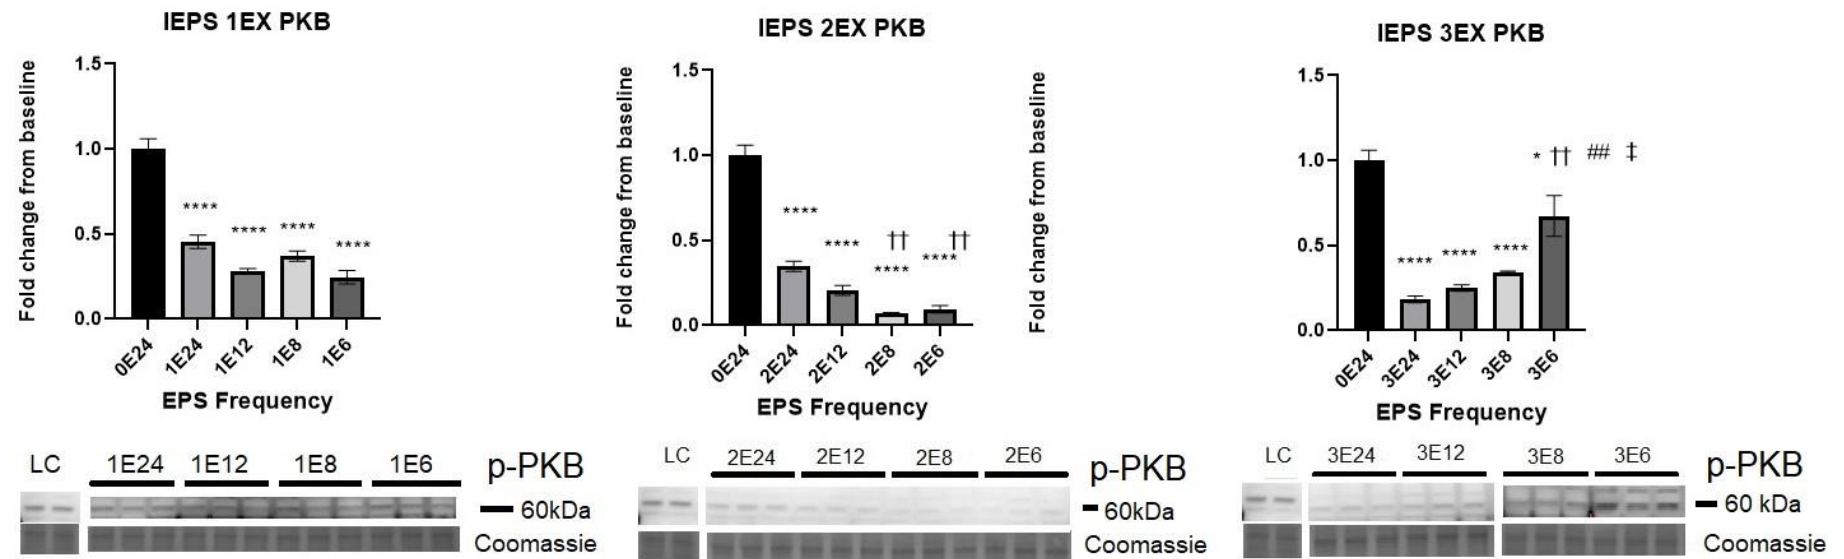 IEPS 1EX PKB
Fold change from baseline
1.5
1.0
0.5
0.0
****
****
****
****
0E24
1E24
1E12
1E8
1E6
EPS Frequency
LC
1E24
1E12
1E8
1E6
p-PKB
60kDa
Coomassie
IEPS 2EX PKB
Fold change from baseline
1.5
1.0
0.5
0.0
****
****
††
****
††
****
0E24
2E24
2E12
2E8
2E6
EPS Frequency
LC
2E24
2E12
2E8
2E6
p-PKB
60kDa
Coomassie
IEPS 3EX PKB
Fold change from baseline
1.5
1.0
0.5
0.0
****
****
****
* †† ## ‡
0E24
3E24
3E12
3E8
3E6
EPS Frequency
LC
3E24
3E12
3E8
3E6
p-PKB
60 kDa
Coomassie